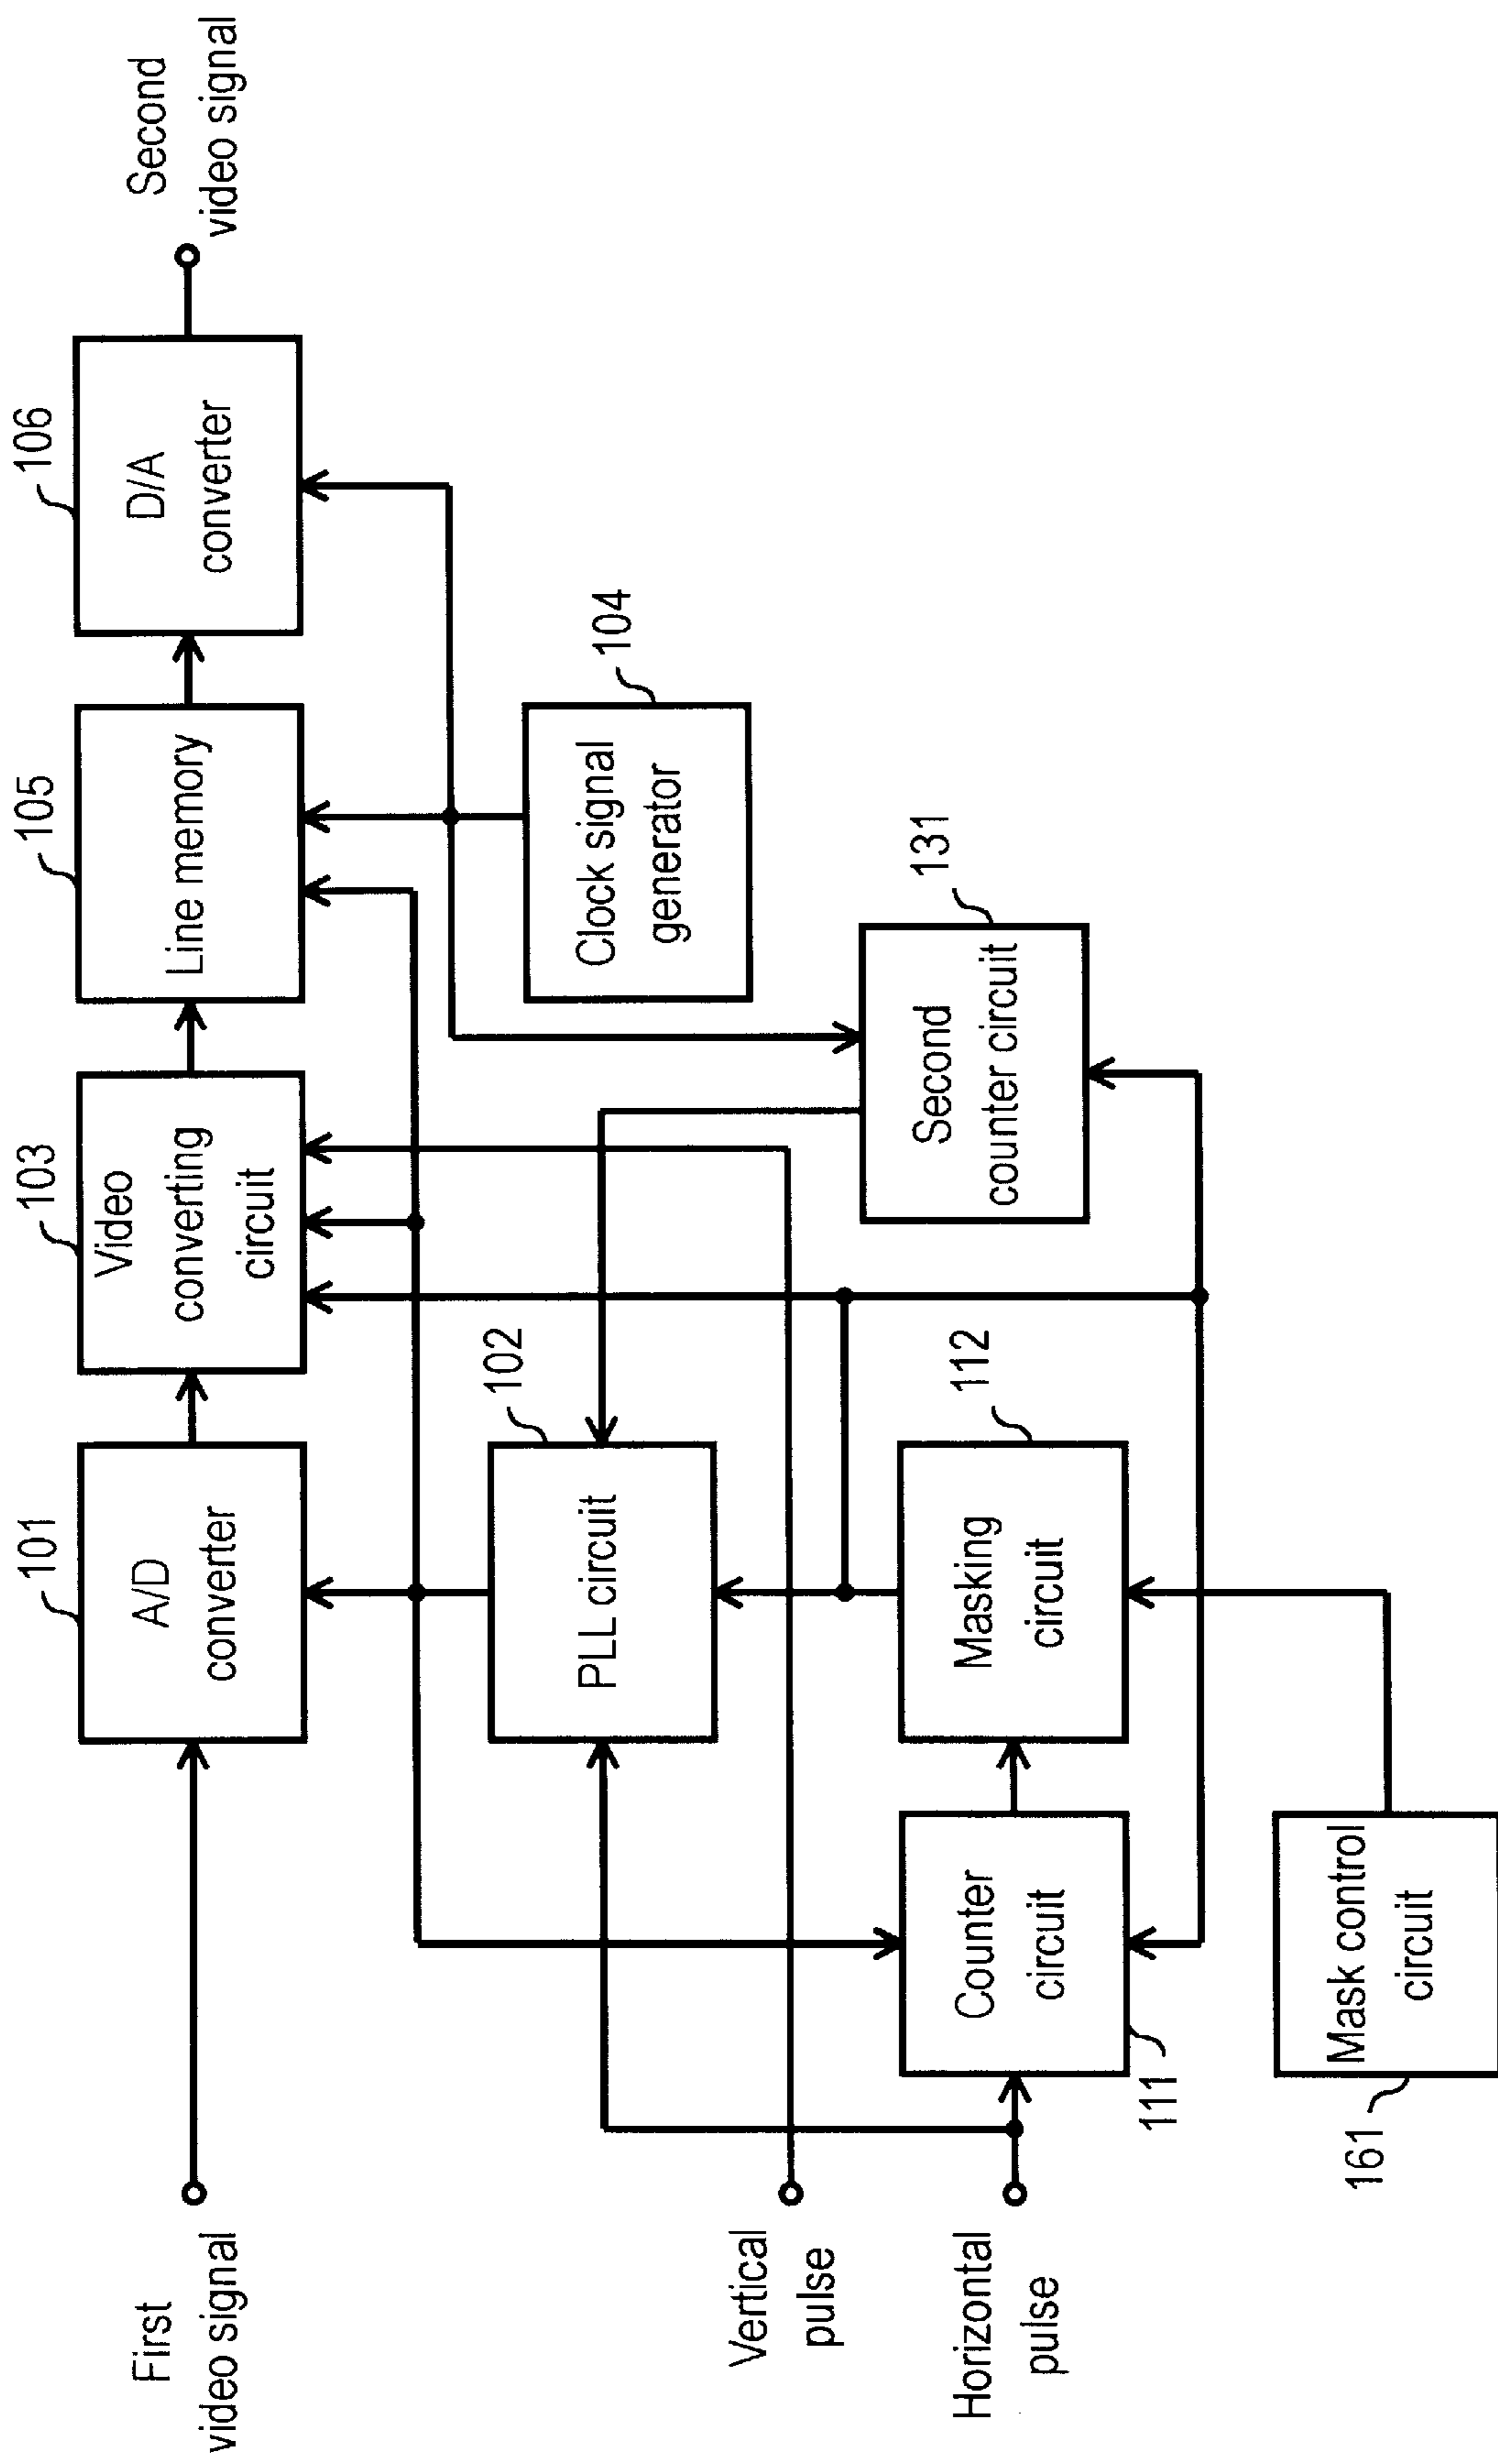 First
video signal
101
A/D
converter
103
Video
converting
circuit
105
Line memory
106
D/A
converter
Second
video signal
102
PLL circuit
104
Clock signal
generator
Vertical
pulse
Horizontal
pulse
111
Counter
circuit
112
Masking
circuit
131
Second
counter circuit
161
Mask control
circuit